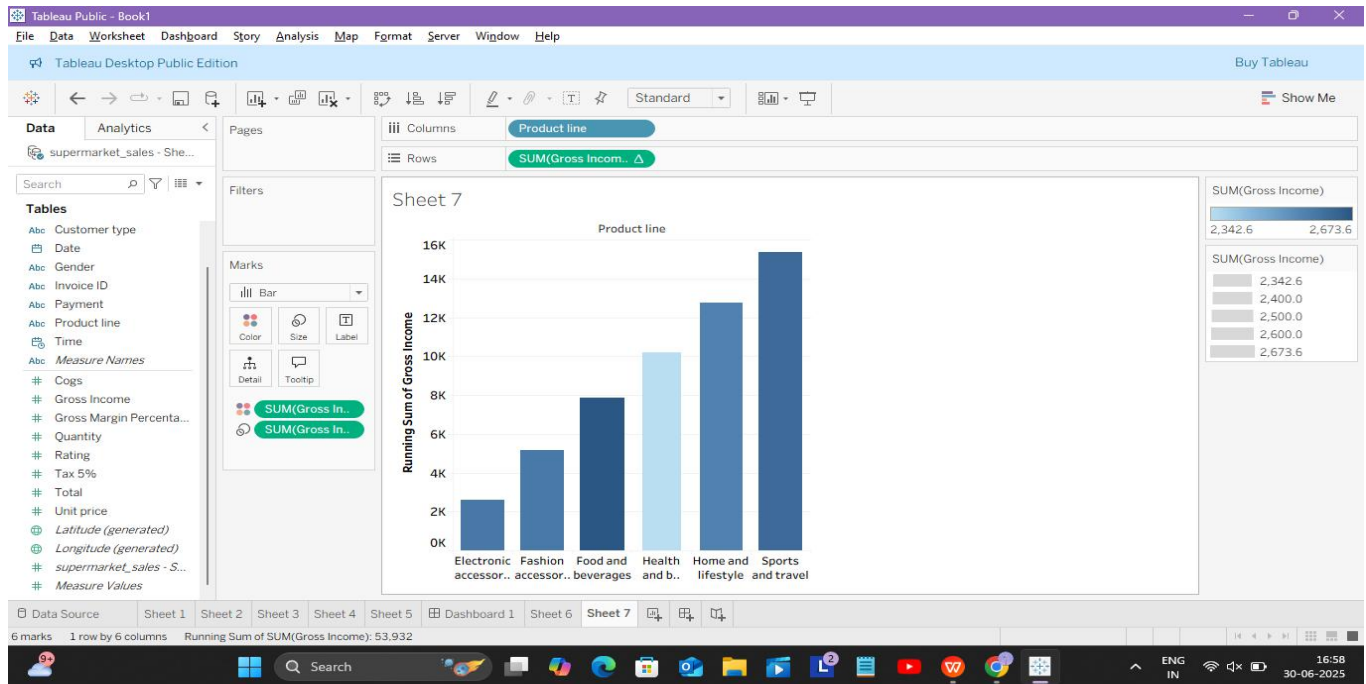 Tableau Public - Book1
File Data Worksheet Dashboard Story Analysis Map Format Server Window Help
Tableau Desktop Public Edition
Buy Tableau
Standard
Show Me
Data Analytics
supermarket_sales - She...
Search
Tables
Abc Customer type
Date
Abc Gender
Abc Invoice ID
Abc Payment
Abc Product line
Time
Abc Measure Names
# Cogs
# Gross Income
# Gross Margin Percenta...
# Quantity
# Rating
# Tax 5%
# Total
# Unit price
Latitude (generated)
Longitude (generated)
# supermarket_sales - S...
# Measure Values
Pages
Filters
Marks
Bar
Color Size Label
Detail Tooltip
SUM(Gross In..
SUM(Gross In..
Columns
Product line
Rows
SUM(Gross Incom.. Δ
Sheet 7
Product line
Running Sum of Gross Income
16K
14K
12K
10K
8K
6K
4K
2K
0K
Electronic accessor..
Fashion accessor..
Food and beverages
Health and b..
Home and lifestyle
Sports and travel
SUM(Gross Income)
2,342.6 2,673.6
SUM(Gross Income)
2,342.6
2,400.0
2,500.0
2,600.0
2,673.6
Data Source Sheet 1 Sheet 2 Sheet 3 Sheet 4 Sheet 5 Dashboard 1 Sheet 6 Sheet 7
6 marks 1 row by 6 columns Running Sum of SUM(Gross Income): 53,932
9+
Search
L 2
ENG
IN
16:58
30-06-2025